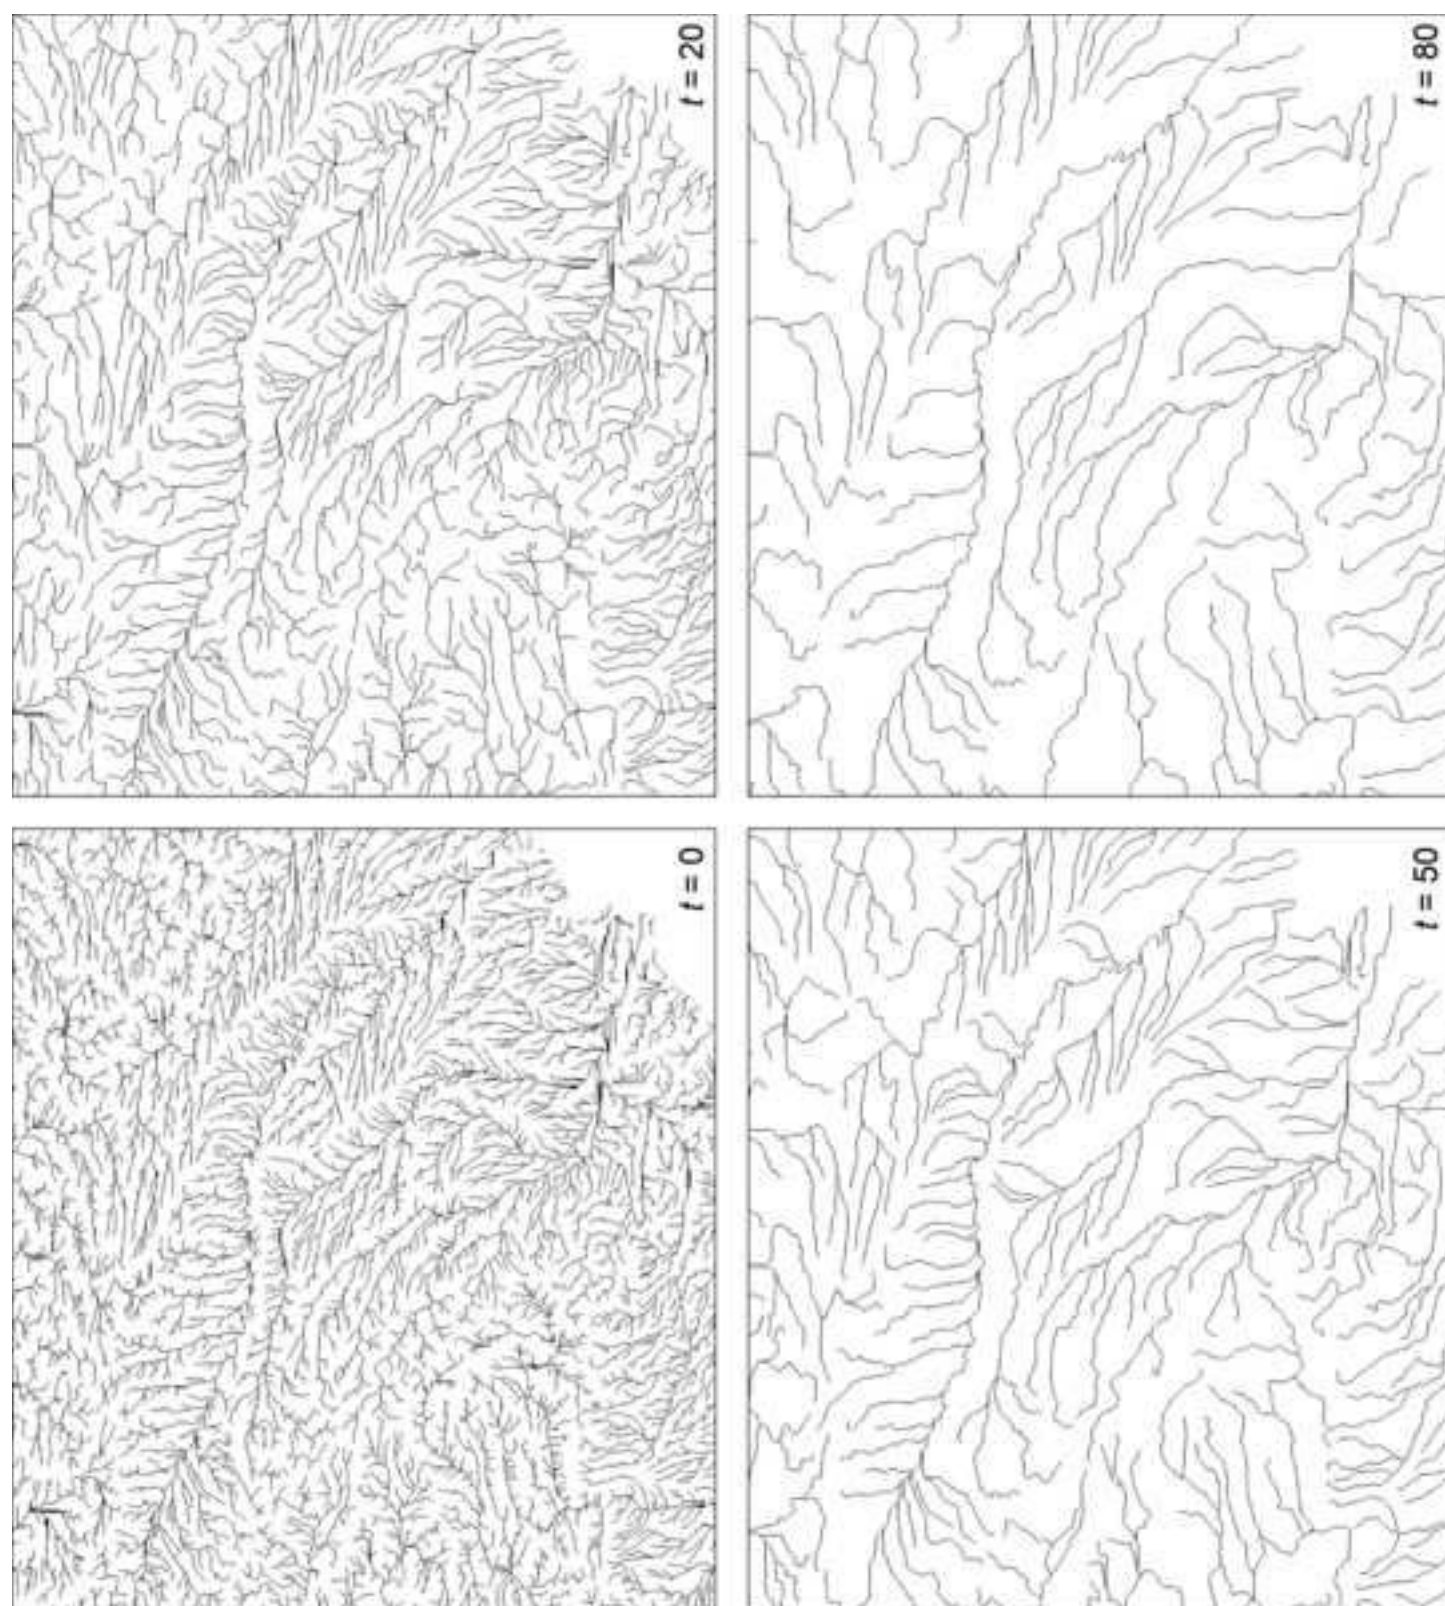 t = 0
t = 20
t = 50
t = 80